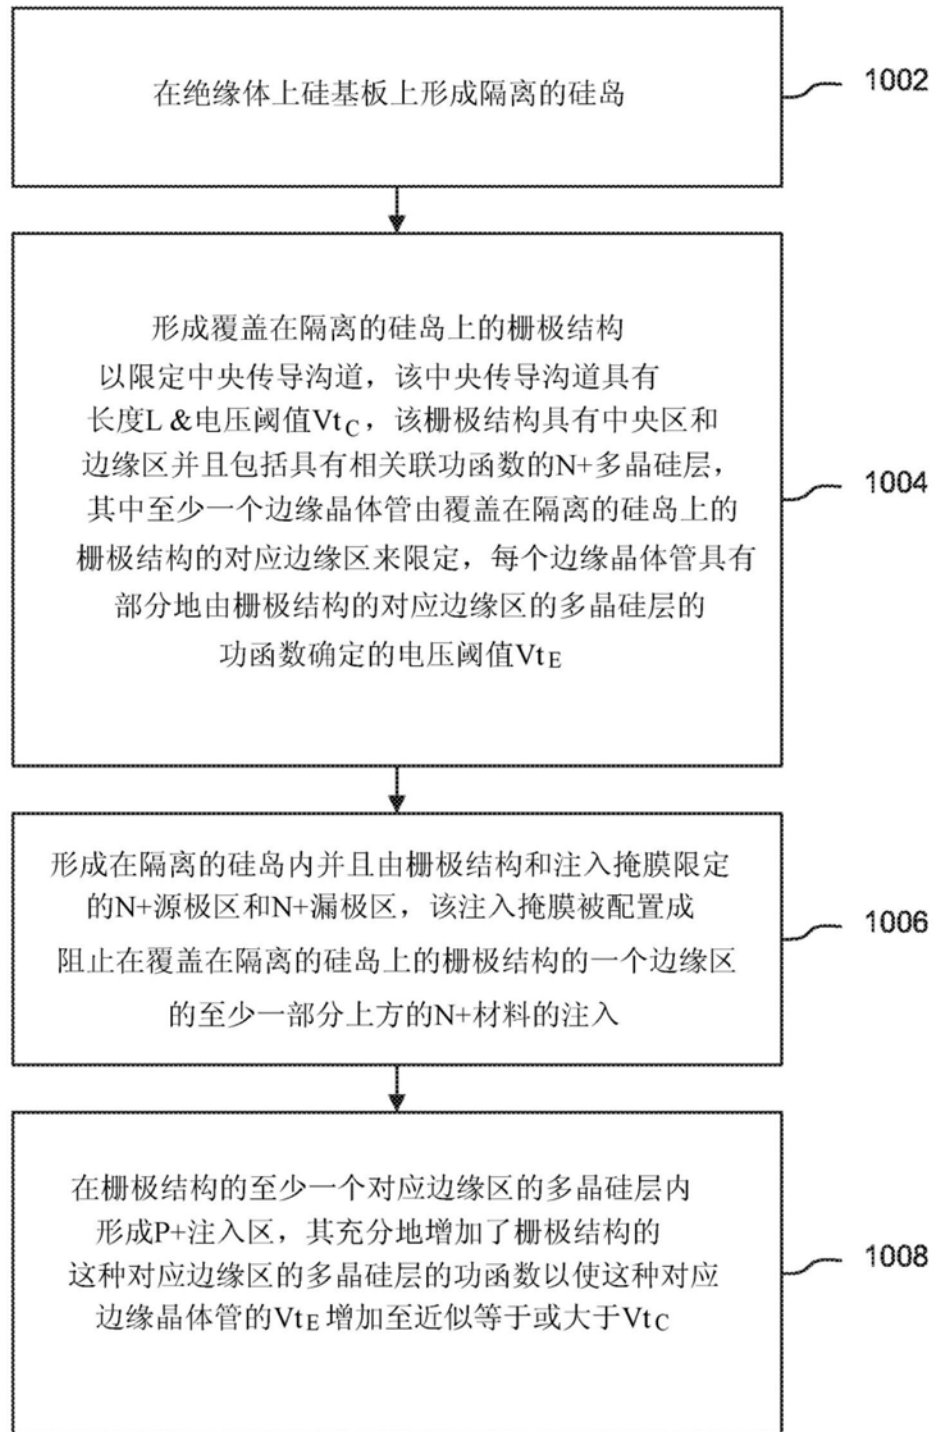 在绝缘体上硅基板上形成隔离的硅岛
1002
形成覆盖在隔离的硅岛上的栅极结构
以限定中央传导沟道，该中央传导沟道具有
长度L &电压阈值VtC，该栅极结构具有中央区和
边缘区并且包括具有相关联功函数的N+多晶硅层，
其中至少一个边缘晶体管由覆盖在隔离的硅岛上的
栅极结构的对应边缘区来限定，每个边缘晶体管具有
部分地由栅极结构的对应边缘区的多晶硅层的
功函数确定的电压阈值VtE
1004
形成在隔离的硅岛内并且由栅极结构和注入掩膜限定
的N+源极区和N+漏极区，该注入掩膜被配置成
阻止在覆盖在隔离的硅岛上的栅极结构的一个边缘区
的至少一部分上方的N+材料的注入
1006
在栅极结构的至少一个对应边缘区的多晶硅层内
形成P+注入区，其充分地增加了栅极结构的
这种对应边缘区的多晶硅层的功函数以使这种对应
边缘晶体管的VtE 增加至近似等于或大于VtC
1008